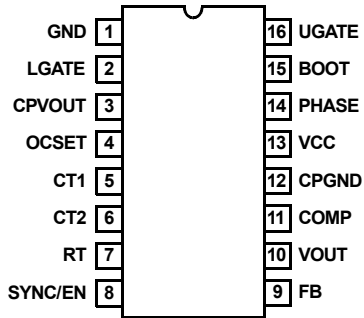 GND 1 16 UGATE
LGATE 2 15 BOOT
CPVOUT 3 14 PHASE
OCSET 4 13 VCC
CT1 5 12 CPGND
CT2 6 11 COMP
RT 7 10 VOUT
SYNC/EN 8 9 FB